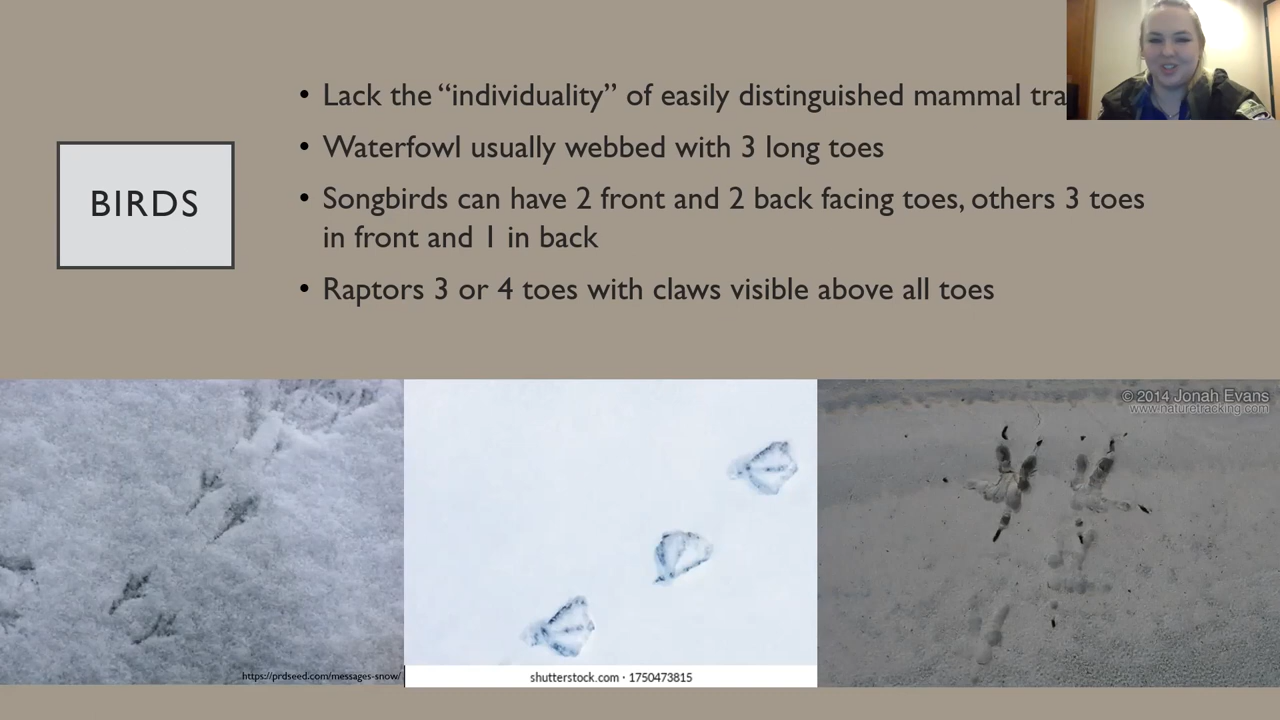 BIRDS
• Lack the “individuality” of easily distinguished mammal
• Waterfowl usually webbed with 3 long toes
• Songbirds can have 2 front and 2 back facing toes, others 3 toes
in front and 1 in back
• Raptors 3 or 4 toes with claws visible above all toes
© 2014 Jonah Evans
www.naturetracking.com
https://prdseed.com/messages-snow/
shutterstock.com · 1750473815